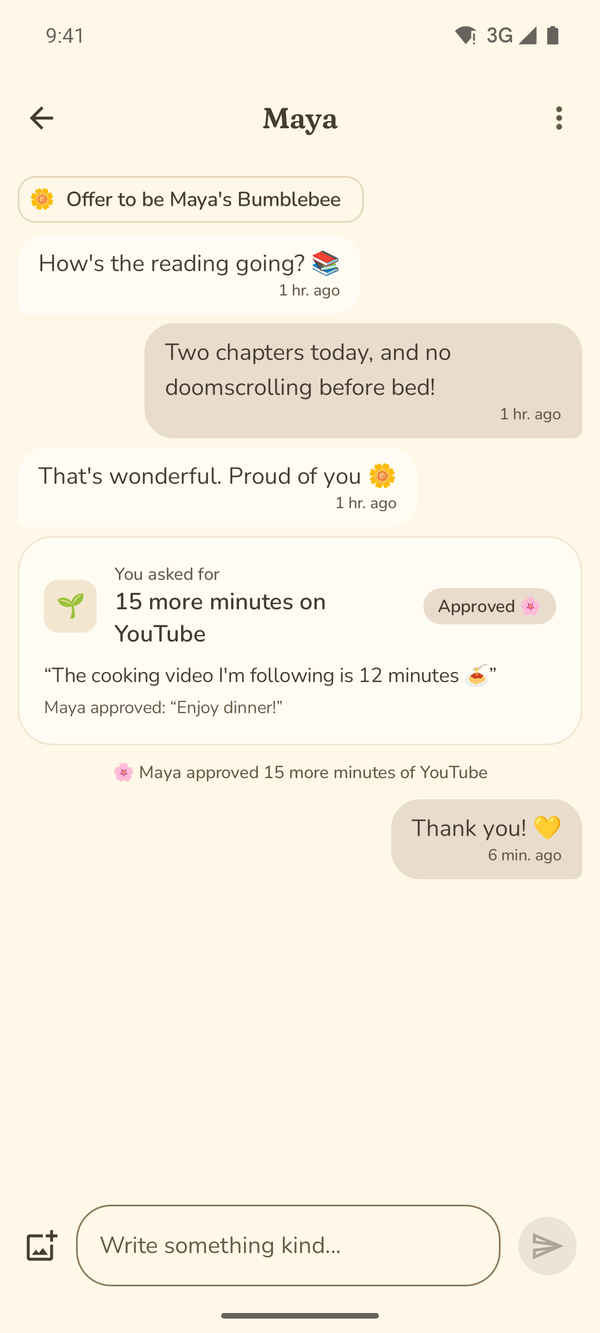 9:41
3G
Maya
🌼 Offer to be Maya's Bumblebee
How's the reading going? 📚
1 hr. ago
Two chapters today, and no
doomscrolling before bed!
1 hr. ago
That's wonderful. Proud of you 🌼
1 hr. ago
You asked for
15 more minutes on
YouTube
Approved 🌸
“The cooking video I'm following is 12 minutes 🍝”
Maya approved: “Enjoy dinner!”
🌸 Maya approved 15 more minutes of YouTube
Thank you! 💛
6 min. ago
Write something kind...